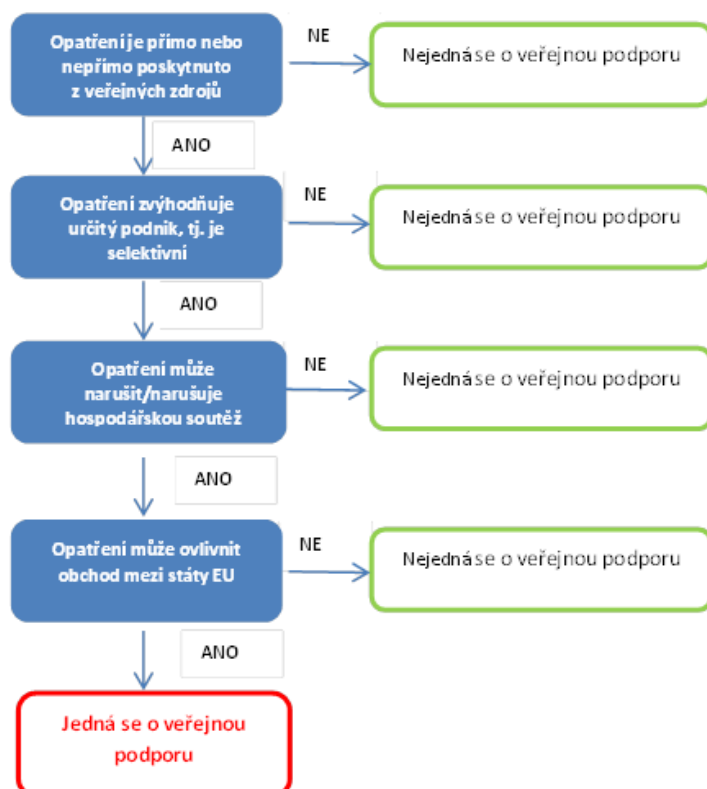 Opatření je přímo nebo
nepřímo poskytnuto
z veřejných zdrojů
NE
Nejedná se o veřejnou podporu
ANO
Opatření zvýhodňuje
určitý podnik, tj. je
selektivní
NE
Nejedná se o veřejnou podporu
ANO
Opatření může
narušit/narušuje
hospodářskou soutěž
NE
Nejedná se o veřejnou podporu
ANO
Opatření může ovlivnit
obchod mezi státy EU
NE
Nejedná se o veřejnou podporu
ANO
Jedná se o veřejnou
podporu